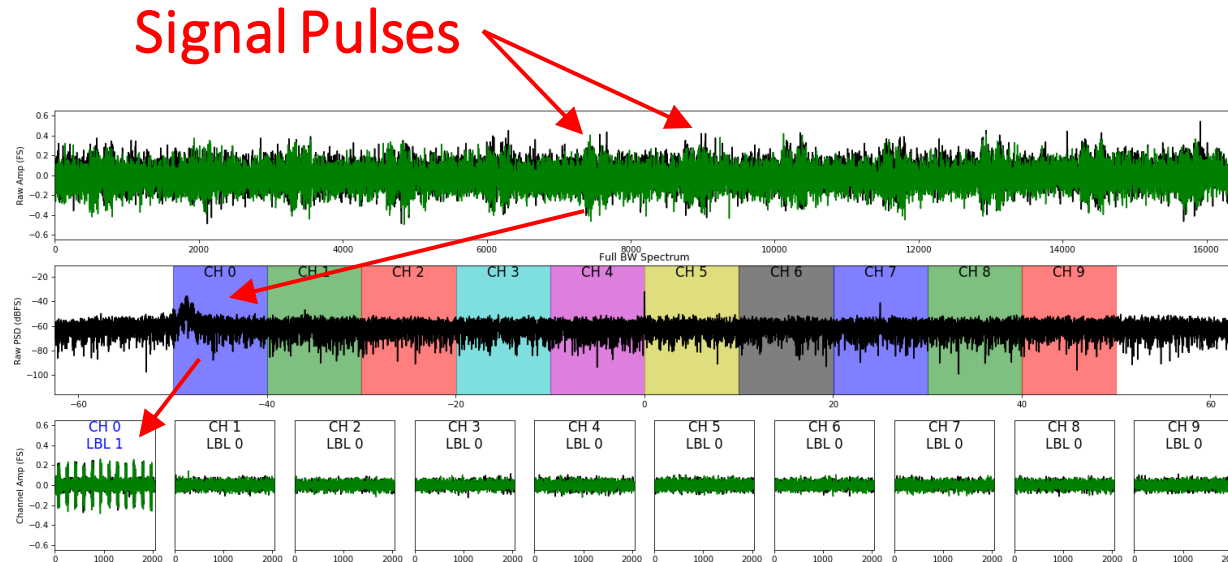 Signal Pulses
Raw Amp (FS)
0.6
0.4
0.2
0.0
−0.2
−0.4
−0.6
0 2000 4000 6000 8000 10000 12000 14000 16000
Full BW Spectrum
Raw PSD (dBFS)
−20
−40
−60
−80
−100
CH 0 CH 1 CH 2 CH 3 CH 4 CH 5 CH 6 CH 7 CH 8 CH 9
−60 −40 −20 0 20 40 60
Channel Amp (FS)
0.6
0.4
0.2
0.0
−0.2
−0.4
−0.6
CH 0 CH 1 CH 2 CH 3 CH 4 CH 5 CH 6 CH 7 CH 8 CH 9
LBL 1 LBL 0 LBL 0 LBL 0 LBL 0 LBL 0 LBL 0 LBL 0 LBL 0 LBL 0
0 1000 2000 0 1000 2000 0 1000 2000 0 1000 2000 0 1000 2000 0 1000 2000 0 1000 2000 0 1000 2000 0 1000 2000 0 1000